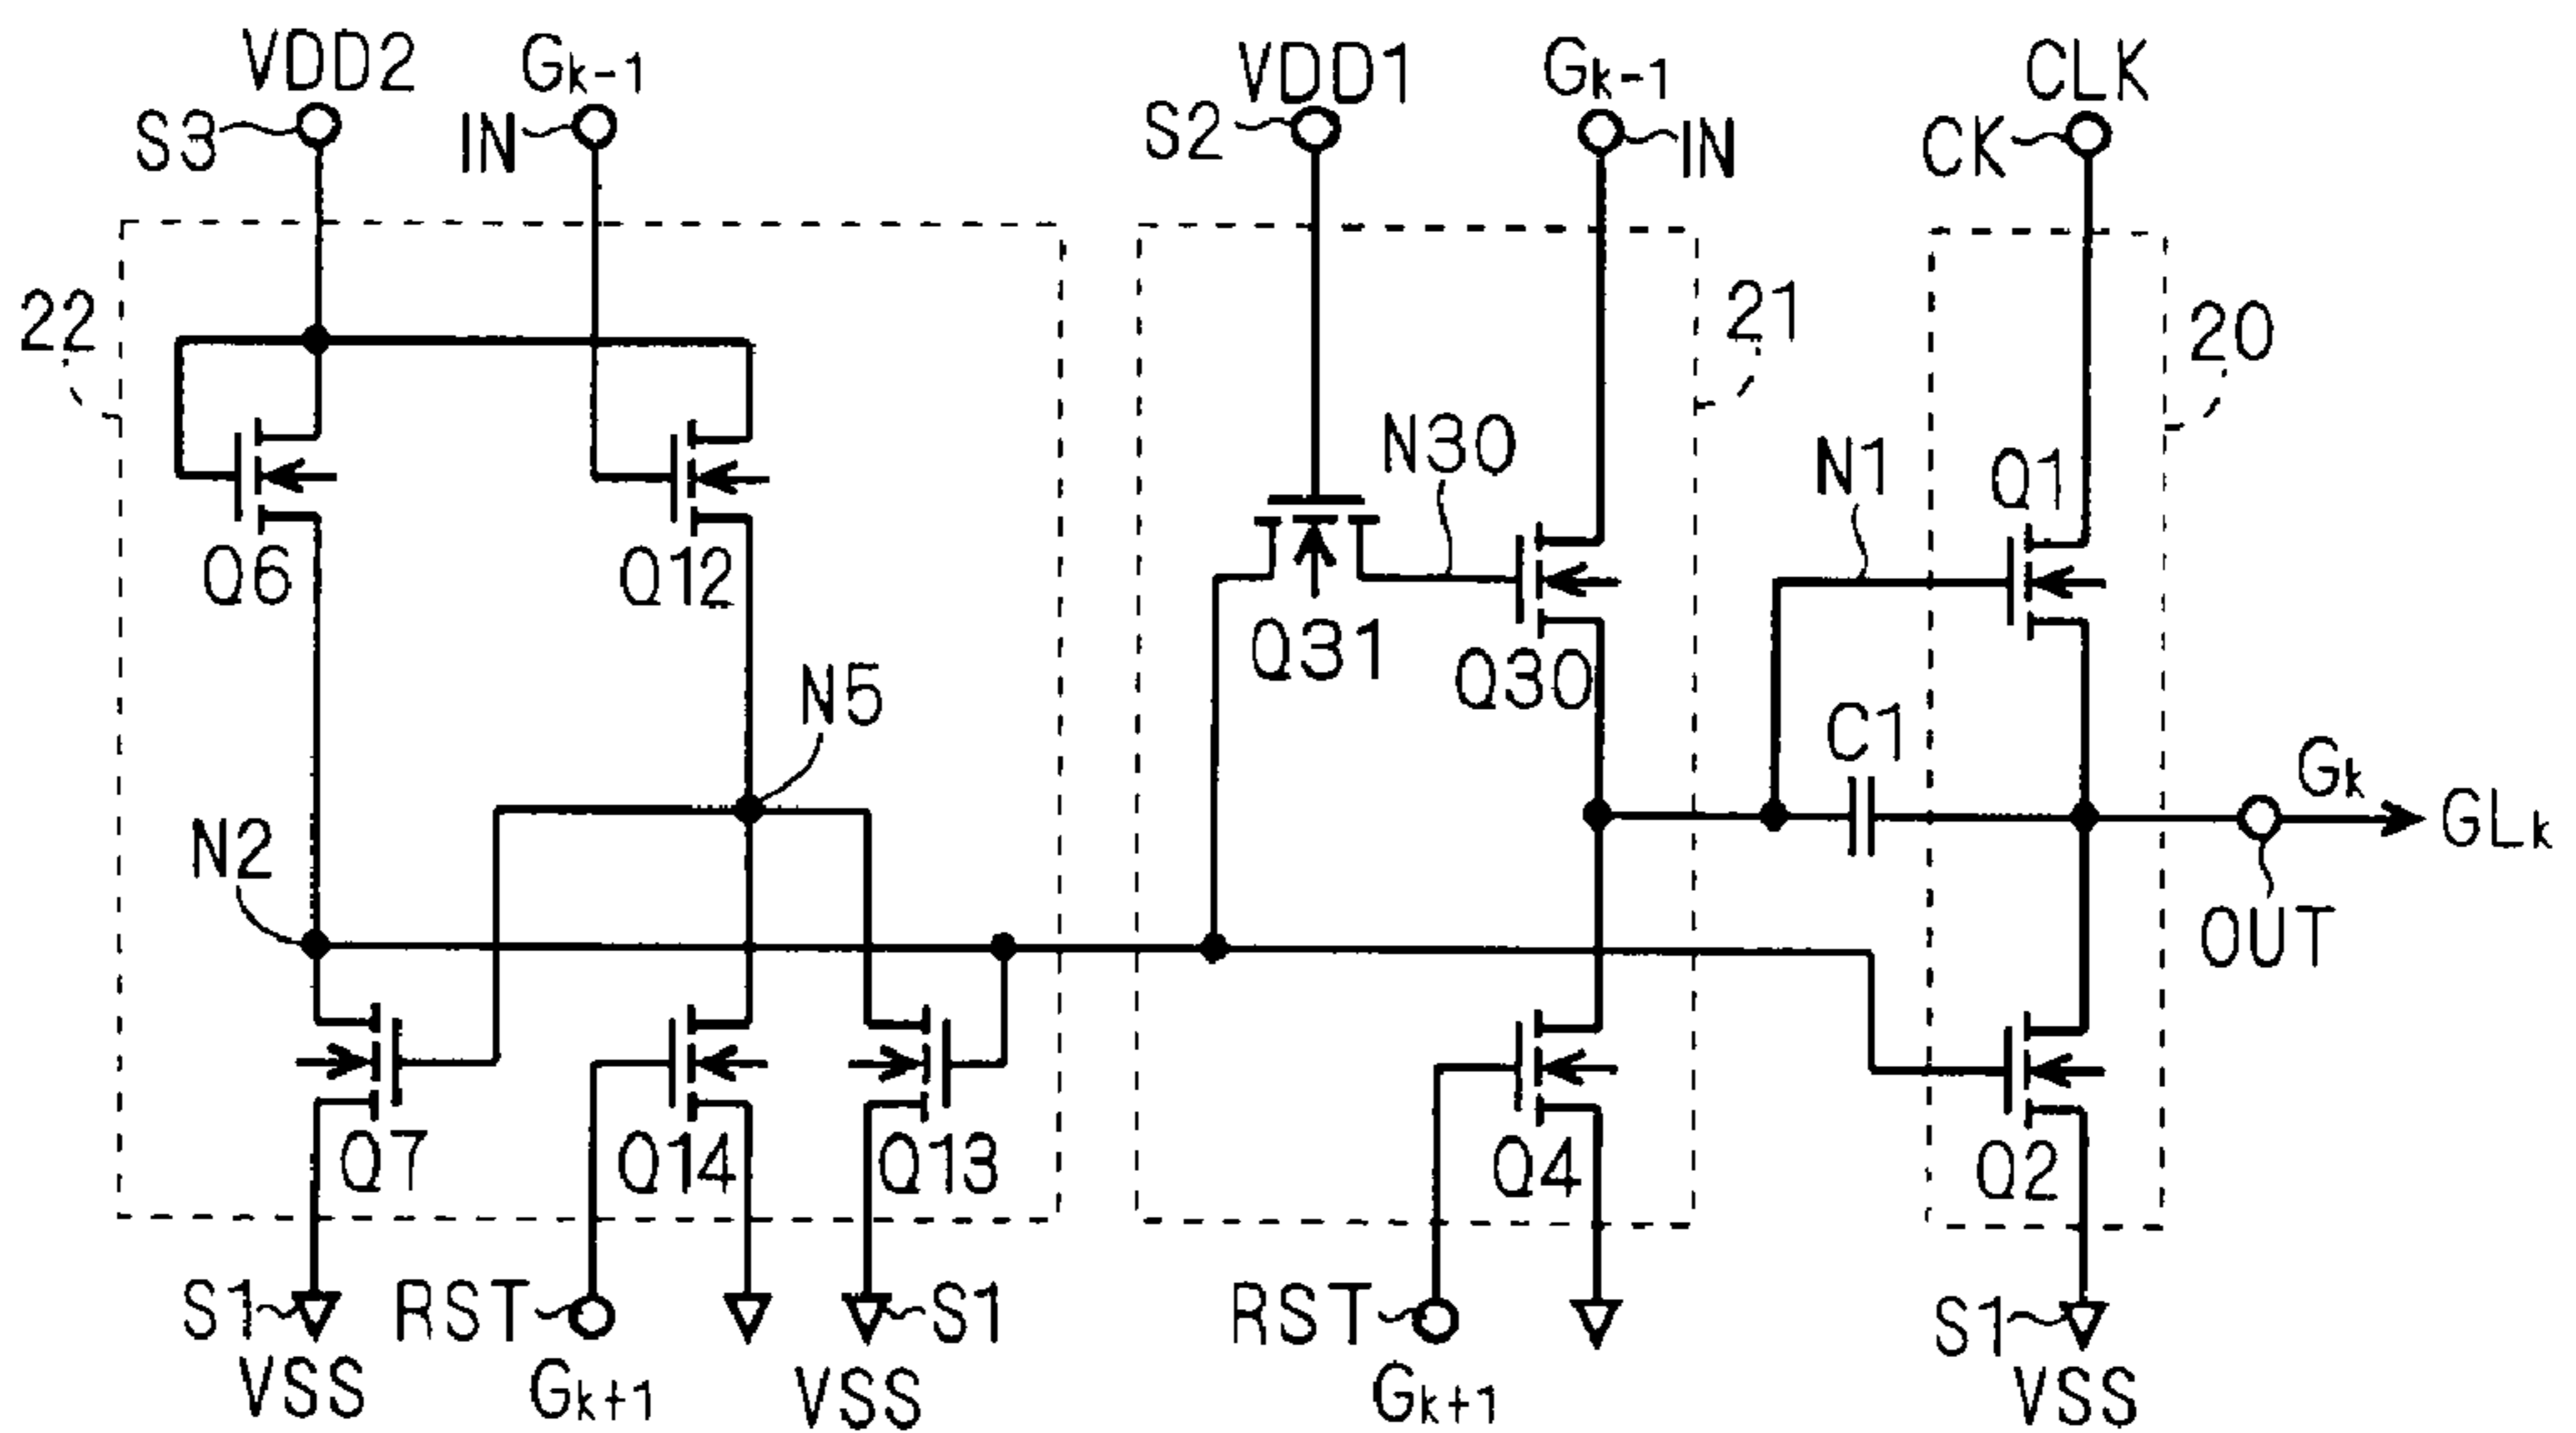 VDD2
Gk-1
VDD1
Gk-1
CLK
S3
IN
S2
IN
CK
22
21
20
N30
N1
Q1
Q6
Q12
Q31
Q30
N5
C1
Gk
GLk
N2
OUT
Q7
Q14
Q13
Q4
Q2
S1
RST
S1
RST
S1
VSS
Gk+1
VSS
Gk+1
VSS